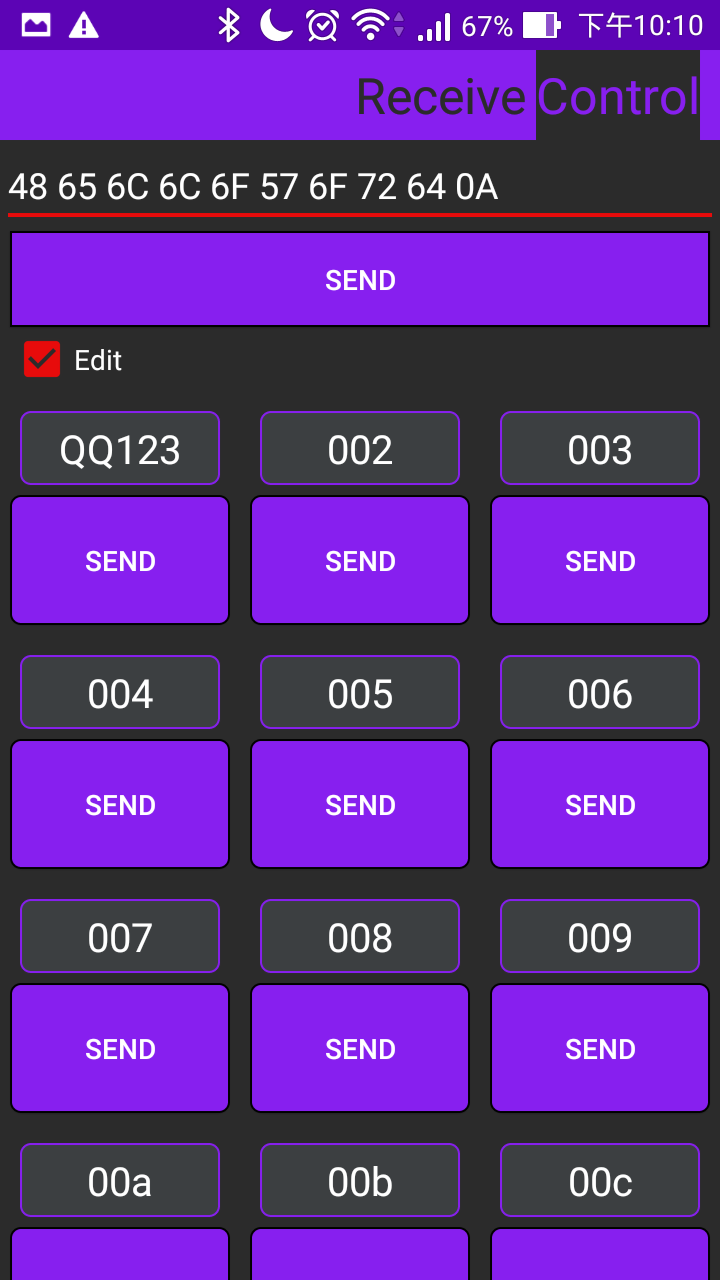 67% 下午10:10
Receive Control
48 65 6C 6C 6F 57 6F 72 64 0A
SEND
Edit
QQ123 002 003
SEND SEND SEND
004 005 006
SEND SEND SEND
007 008 009
SEND SEND SEND
00a 00b 00c